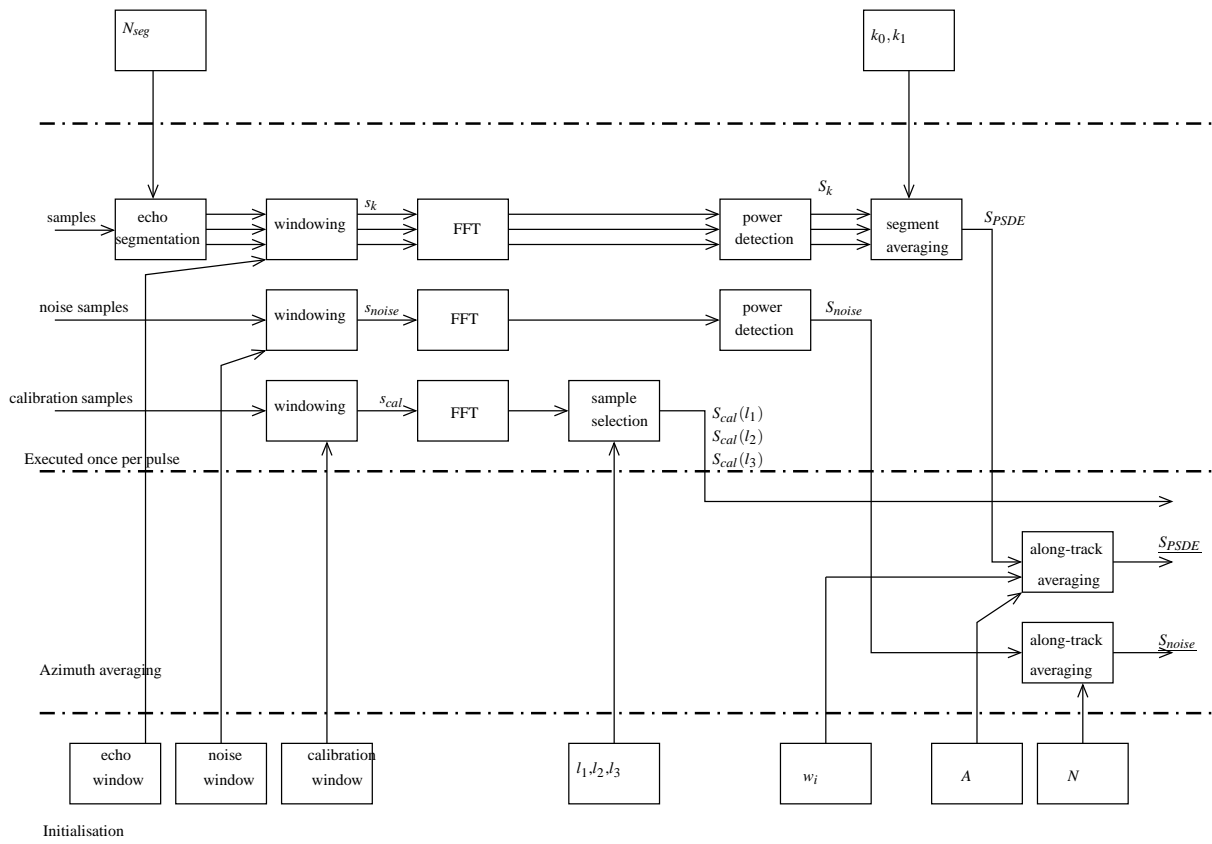 N_seg
k_0, k_1
samples
echo
segmentation
windowing
s_k
FFT
power
detection
S_k
segment
averaging
S_PSDE
noise samples
windowing
s_noise
FFT
power
detection
S_noise
calibration samples
windowing
s_cal
FFT
sample
selection
S_cal(l_1)
S_cal(l_2)
S_cal(l_3)
Executed once per pulse
along-track
averaging
S_PSDE
along-track
averaging
S_noise
Azimuth averaging
echo
window
noise
window
calibration
window
l_1,l_2,l_3
w_i
A
N
Initialisation